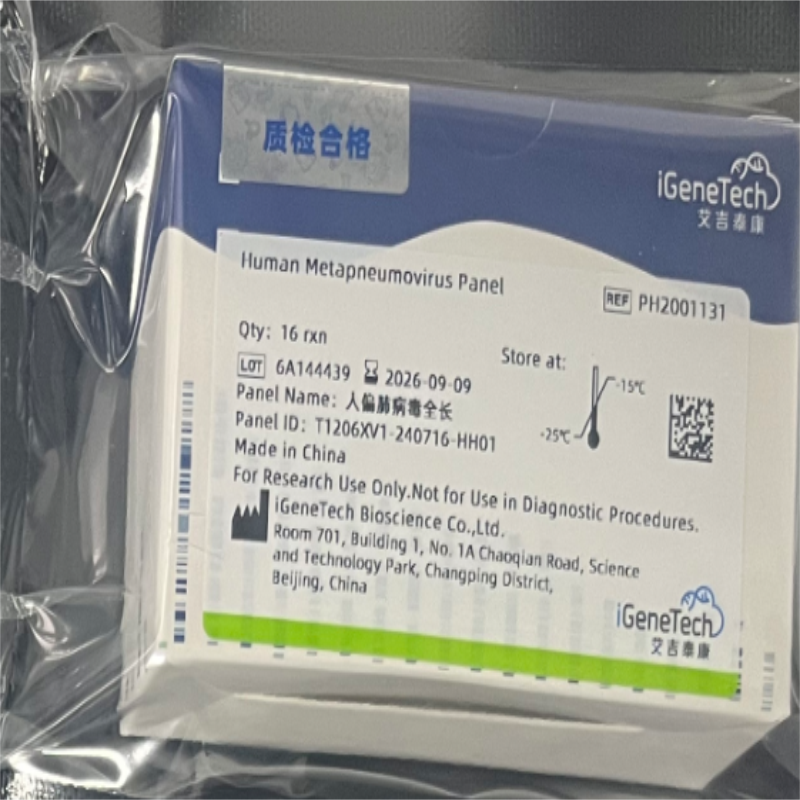 质检合格
iGeneTech
艾吉泰康
Human Metapneumovirus Panel
REF PH2001131
Qty: 16 rxn
Store at:
LOT 6A144439 2026-09-09
-15℃
Panel Name: 人偏肺病毒全长
-25℃
Panel ID: T1206XV1-240716-HH01
Made in China
For Research Use Only.Not for Use in Diagnostic Procedures.
iGeneTech Bioscience Co.,Ltd.
Room 701, Building 1, No. 1A Chaoqian Road, Science
and Technology Park, Changping District,
Beijing, China
iGeneTech
艾吉泰康